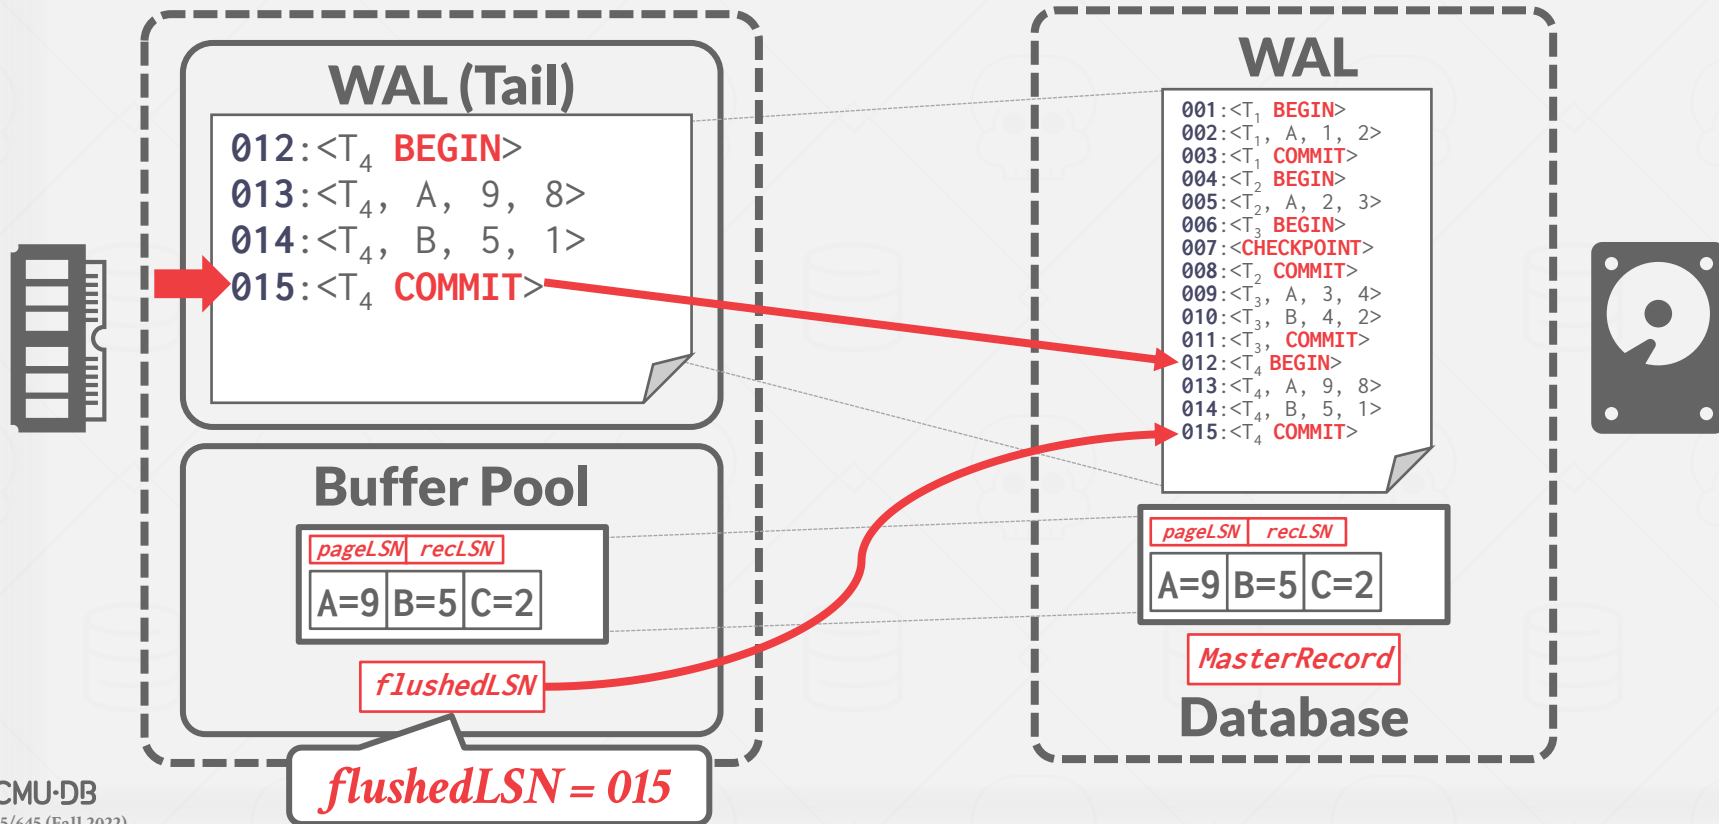 WAL (Tail)
012:<T4 BEGIN>
013:<T4, A, 9, 8>
014:<T4, B, 5, 1>
015:<T4 COMMIT>
Buffer Pool
pageLSN recLSN
A=9 B=5 C=2
flushedLSN
flushedLSN = 015
WAL
001:<T1 BEGIN>
002:<T1, A, 1, 2>
003:<T1 COMMIT>
004:<T2 BEGIN>
005:<T2, A, 2, 3>
006:<T3 BEGIN>
007:<CHECKPOINT>
008:<T2 COMMIT>
009:<T3, A, 3, 4>
010:<T3, B, 4, 2>
011:<T3, COMMIT>
012:<T4 BEGIN>
013:<T4, A, 9, 8>
014:<T4, B, 5, 1>
015:<T4 COMMIT>
pageLSN recLSN
A=9 B=5 C=2
MasterRecord
Database
CMU·DB
5/645 (Fall 2022)